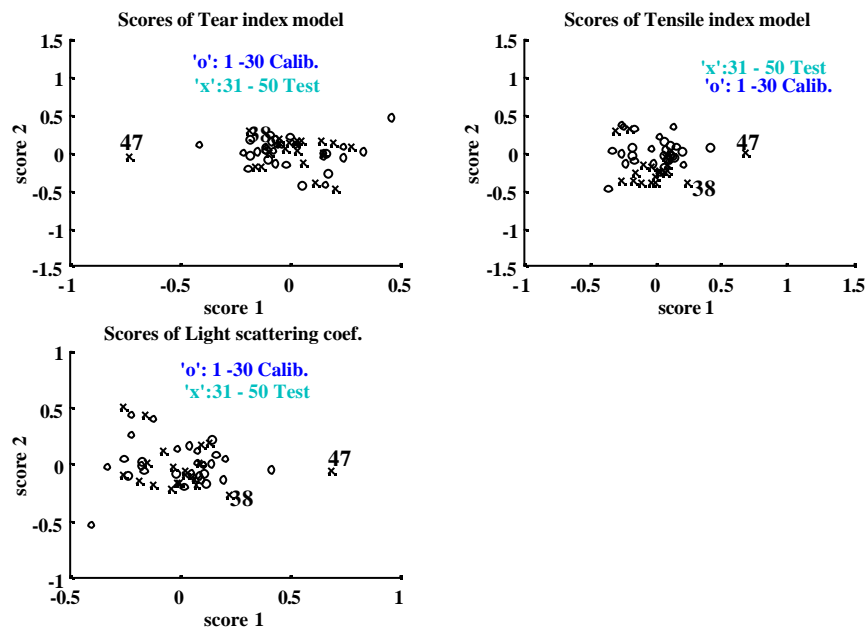 Scores of Tear index model
1.5
1
0.5
0
-0.5
-1
-1.5
score 2
'o': 1 -30 Calib.
'x':31 - 50 Test
47
-1
-0.5
0
0.5
score 1
Scores of Tensile index model
1.5
1
0.5
0
-0.5
-1
-1.5
score 2
'x':31 - 50 Test
'o': 1 -30 Calib.
47
38
-1
-0.5
0
0.5
1
1.5
score 1
Scores of Light scattering coef.
1
0.5
0
-0.5
-1
score 2
'o': 1 -30 Calib.
'x':31 - 50 Test
47
38
-0.5
0
0.5
1
score 1